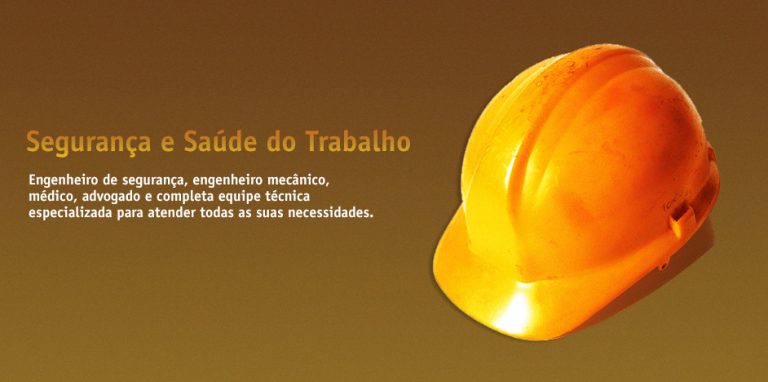 Segurança e Saúde do Trabalho
Engenheiro de segurança, engenheiro mecânico,
médico, advogado e completa equipe técnica
especializada para atender todas as suas necessidades.